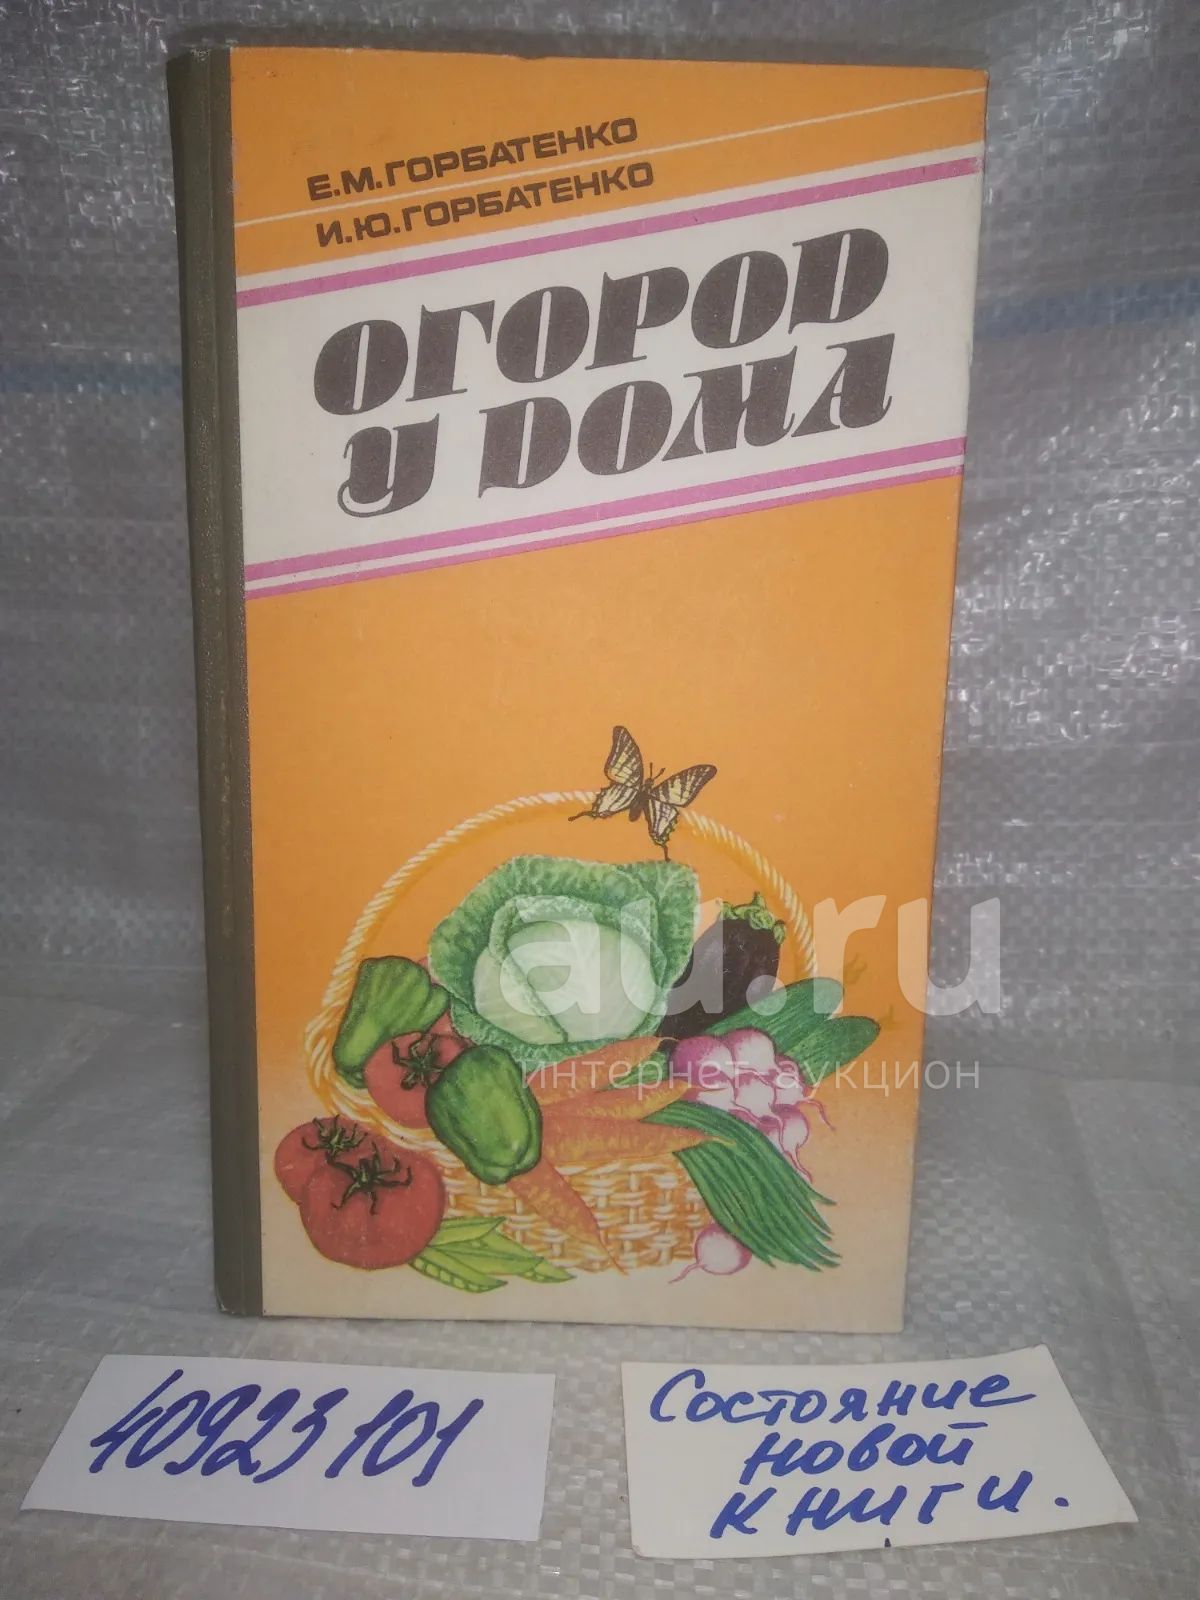 Е.М.ГОРБАТЕНКО
И.Ю.ГОРБАТЕНКО
ОГОРОД
У ДОМА
au.ru
интернет-аукцион
40923101
Состояние
новой
книги.